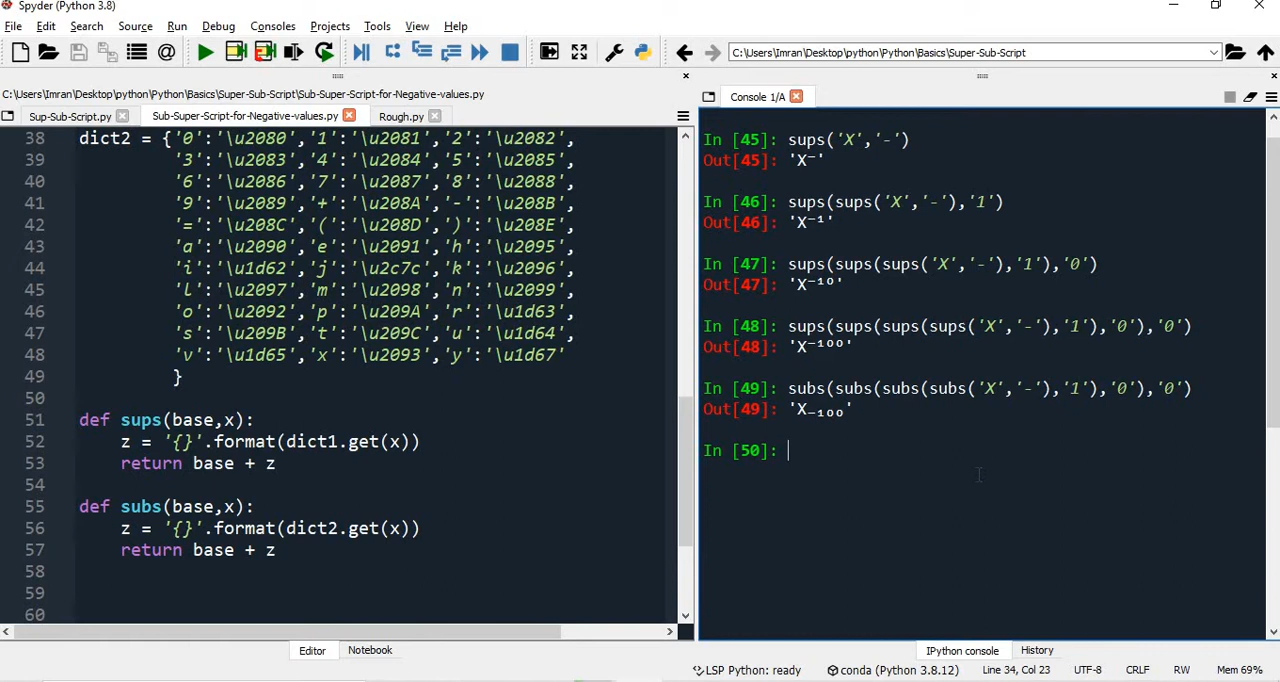 Spyder (Python 3.8)
File Edit Search Source Run Debug Consoles Projects Tools View Help
C:\Users\Imran\Desktop\python\Python\Basics\Super-Sub-Script
C:\Users\Imran\Desktop\python\Python\Basics\Super-Sub-Script\Sub-Super-Script-for-Negative-values.py
Sup-Sub-Script.py Sub-Super-Script-for-Negative-values.py Rough.py
38 dict2 = {'0':'\u2080','1':'\u2081','2':'\u2082',
39 '3':'\u2083','4':'\u2084','5':'\u2085',
40 '6':'\u2086','7':'\u2087','8':'\u2088',
41 '9':'\u2089','+':'\u208A','-':'\u208B',
42 '=':'\u208C','(':'\u208D',')':'\u208E',
43 'a':'\u2090','e':'\u2091','h':'\u2095',
44 'i':'\u1d62','j':'\u2c7c','k':'\u2096',
45 'l':'\u2097','m':'\u2098','n':'\u2099',
46 'o':'\u2092','p':'\u209A','r':'\u1d63',
47 's':'\u209B','t':'\u209C','u':'\u1d64',
48 'v':'\u1d65','x':'\u2093','y':'\u1d67'
49 }
50
51 def sups(base,x):
52 z = '{}'.format(dict1.get(x))
53 return base + z
54
55 def subs(base,x):
56 z = '{}'.format(dict2.get(x))
57 return base + z
58
59
60
Editor Notebook
Console 1/A
In [45]: sups('X','-')
Out[45]: 'X⁻'
In [46]: sups(sups('X','-'),'1')
Out[46]: 'X⁻¹'
In [47]: sups(sups(sups('X','-'),'1'),'0')
Out[47]: 'X⁻¹⁰'
In [48]: sups(sups(sups(sups('X','-'),'1'),'0'),'0')
Out[48]: 'X⁻¹⁰⁰'
In [49]: subs(subs(subs(subs('X','-'),'1'),'0'),'0')
Out[49]: 'X₋₁₀₀'
In [50]:
IPython console History
LSP Python: ready conda (Python 3.8.12) Line 34, Col 23 UTF-8 CRLF RW Mem 69%